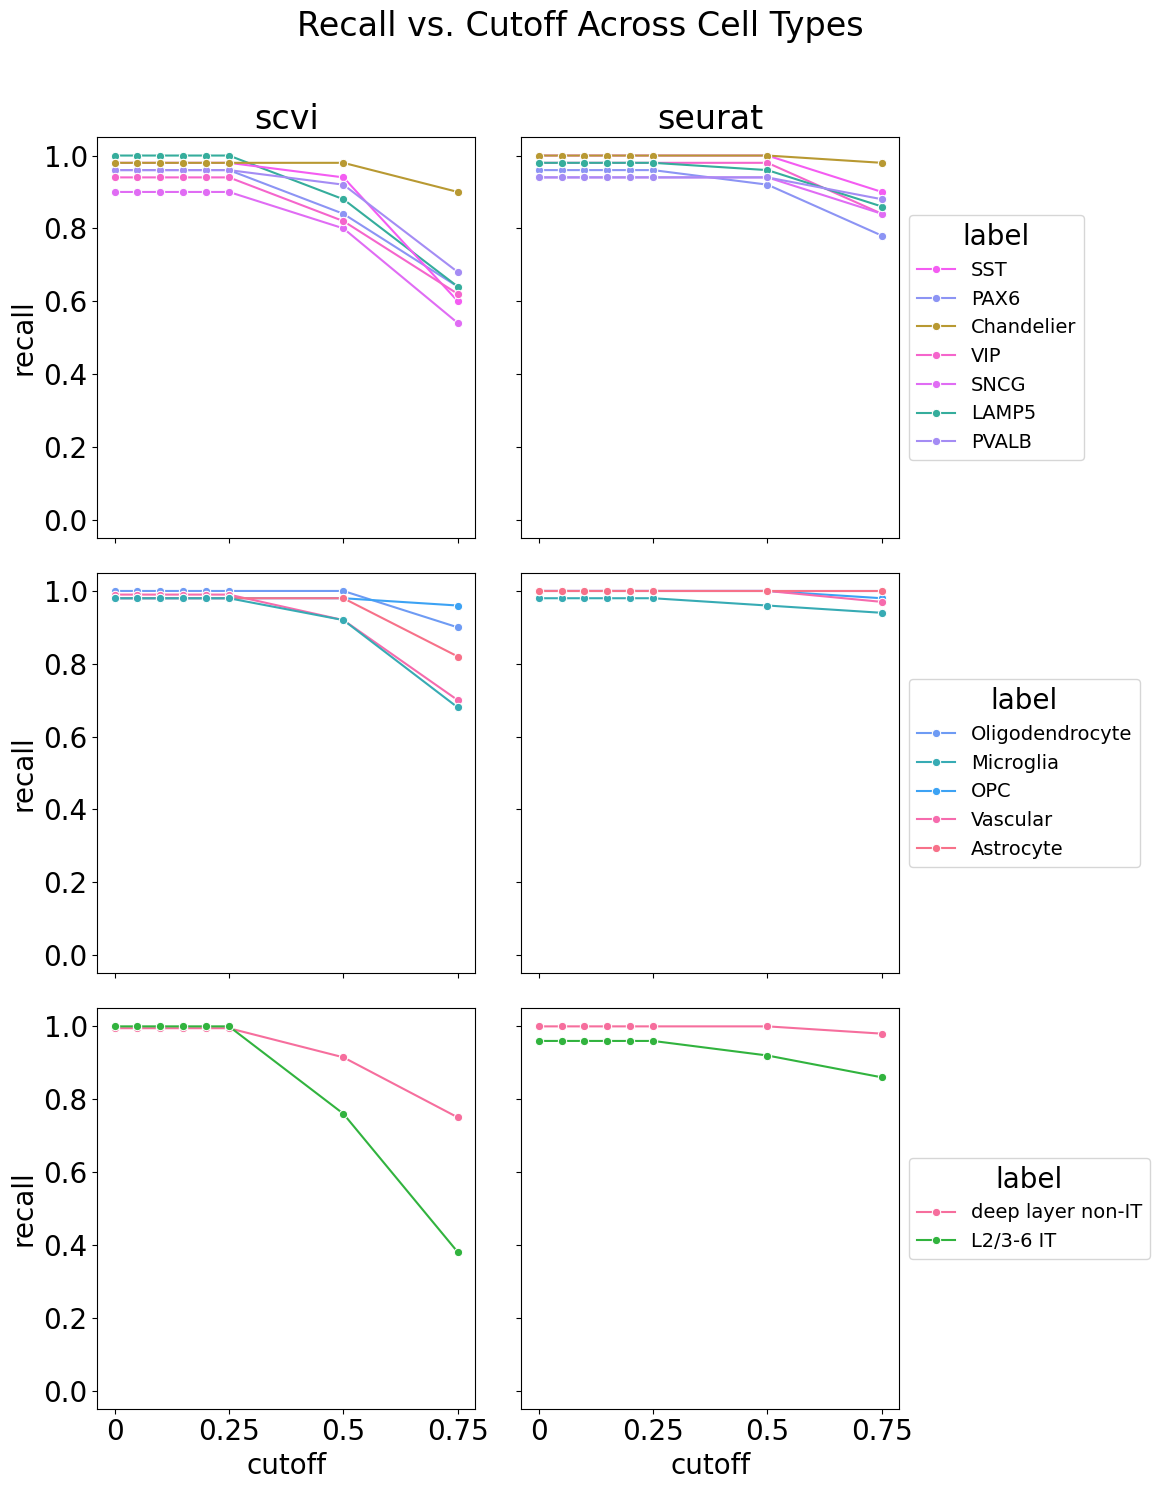 Recall vs. Cutoff Across Cell Types
scvi
seurat
recall
1.0
0.8
0.6
0.4
0.2
0.0
label
SST
PAX6
Chandelier
VIP
SNCG
LAMP5
PVALB
recall
1.0
0.8
0.6
0.4
0.2
0.0
label
Oligodendrocyte
Microglia
OPC
Vascular
Astrocyte
recall
1.0
0.8
0.6
0.4
0.2
0.0
label
deep layer non-IT
L2/3-6 IT
0 0.25 0.5 0.75
cutoff
0 0.25 0.5 0.75
cutoff